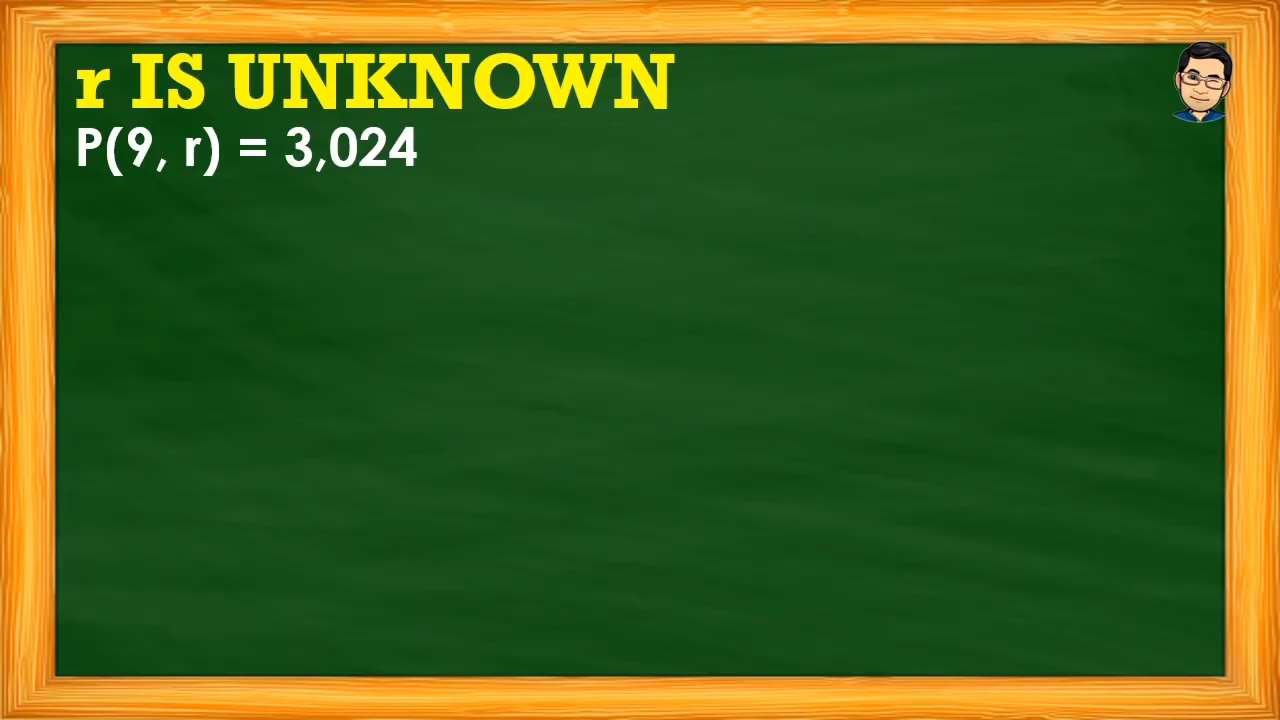 r IS UNKNOWN
P(9, r) = 3,024